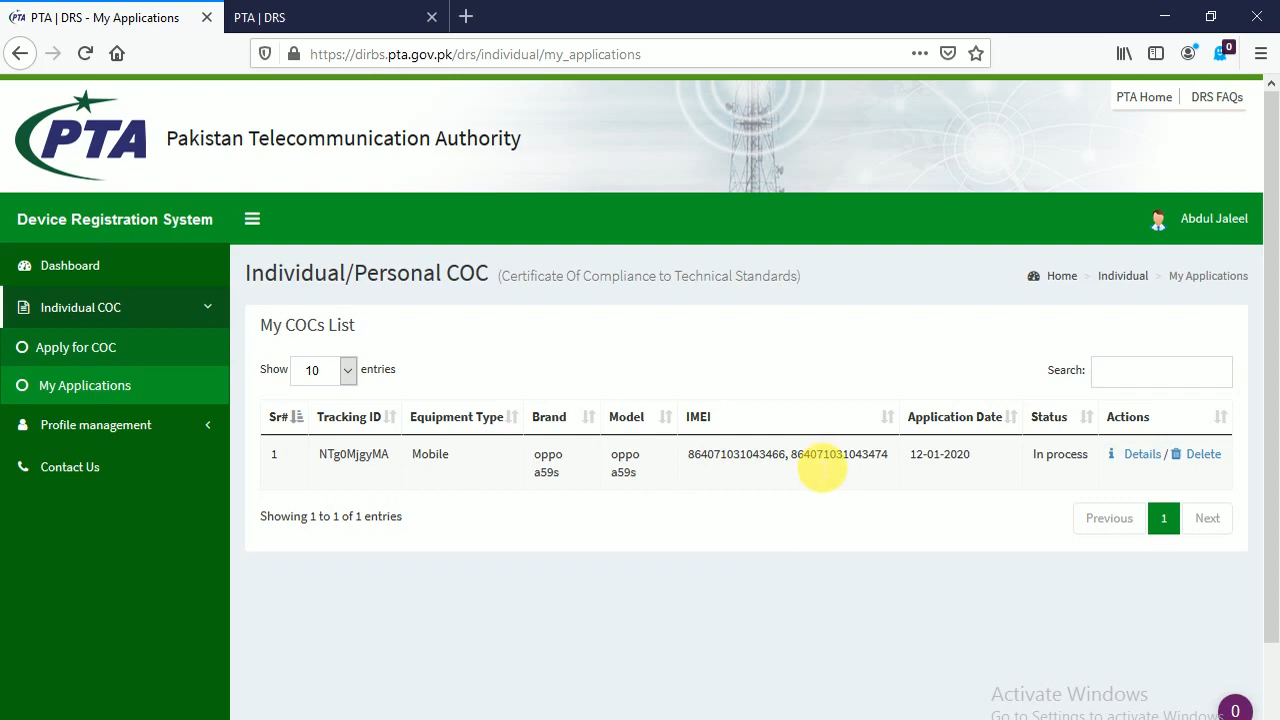 PTA | DRS - My Applications
PTA | DRS
0
https://dirbs.pta.gov.pk/drs/individual/my_applications
PTA Home
DRS FAQs
PTA
Pakistan Telecommunication Authority
Device Registration System
Abdul Jaleel
Dashboard
Individual COC
Apply for COC
My Applications
Profile management
Contact Us
Individual/Personal COC (Certificate Of Compliance to Technical Standards)
Home > Individual > My Applications
My COCs List
Show 10 entries
Search:
Sr# Tracking ID Equipment Type Brand Model IMEI Application Date Status Actions
1 NTg0MjgyMA Mobile oppo a59s oppo a59s 864071031043466, 864071031043474 12-01-2020 In process Details / Delete
Showing 1 to 1 of 1 entries
Previous 1 Next
Activate Windows
Go to Settings to activate Windows.
0